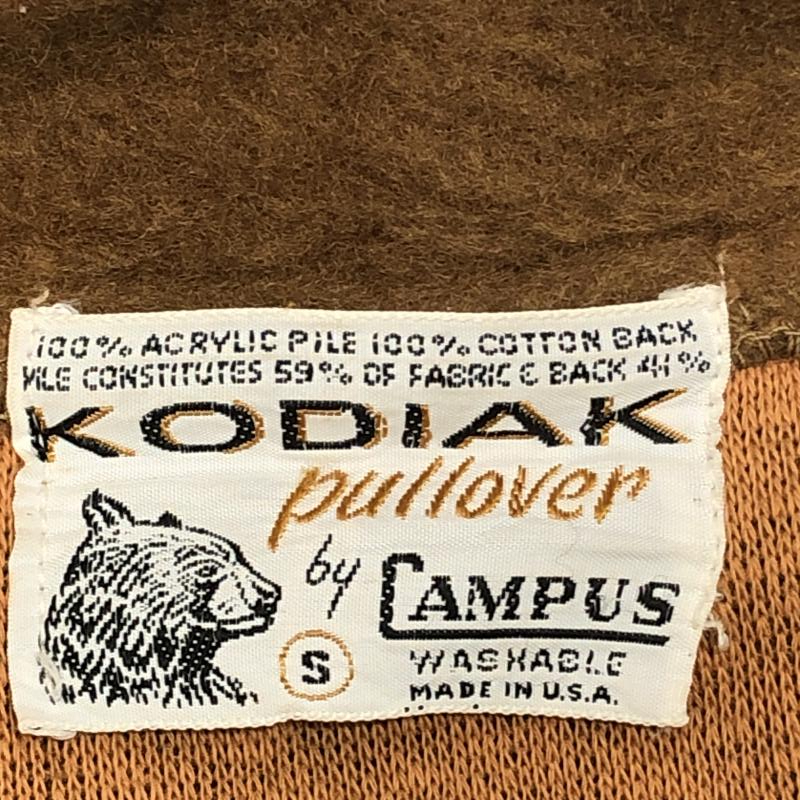 100% ACRYLIC PILE 100% COTTON BACK
PILE CONSTITUTES 59% OF FABRIC & BACK 41%
KODIAK
pullover
by CAMPUS
S
WASHABLE
MADE IN U.S.A.